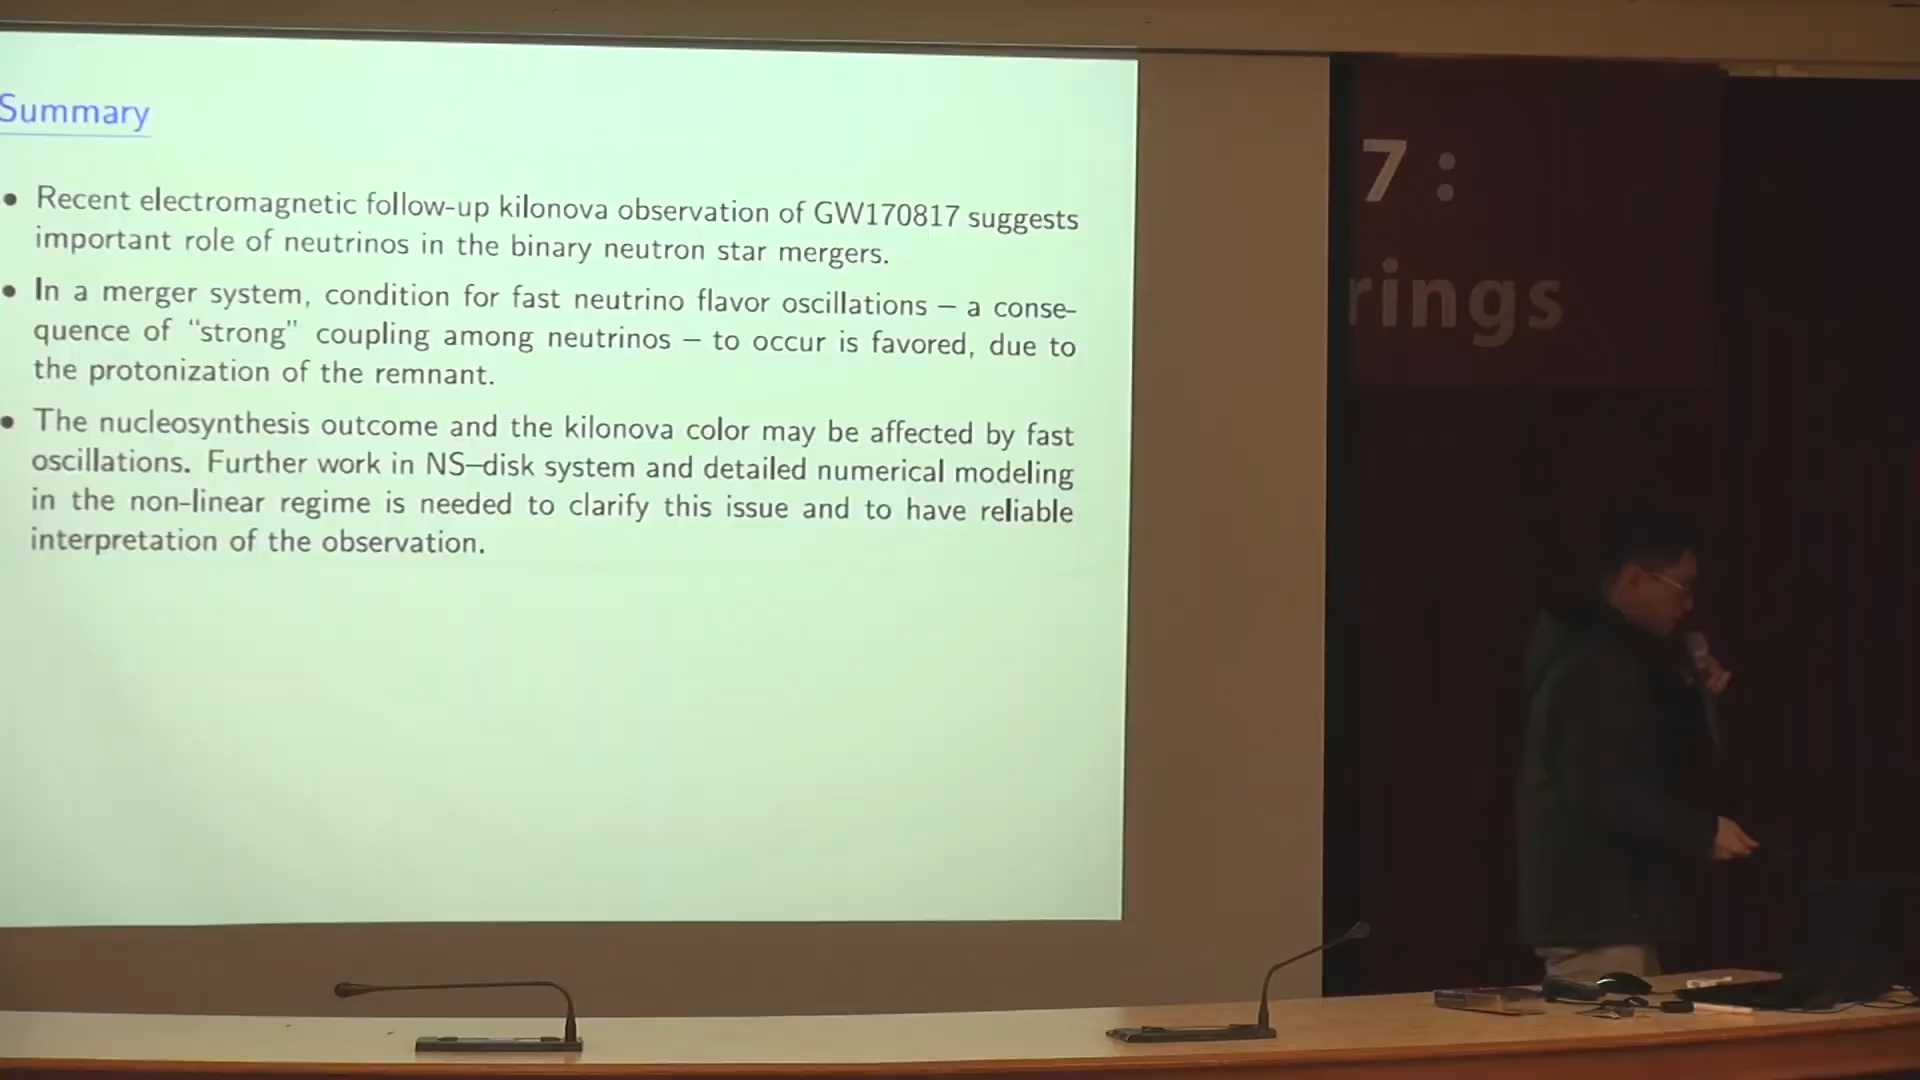 Summary
• Recent electromagnetic follow-up kilonova observation of GW170817 suggests
important role of neutrinos in the binary neutron star mergers.
• In a merger system, condition for fast neutrino flavor oscillations – a conse-
quence of “strong” coupling among neutrinos – to occur is favored, due to
the protonization of the remnant.
• The nucleosynthesis outcome and the kilonova color may be affected by fast
oscillations. Further work in NS–disk system and detailed numerical modeling
in the non-linear regime is needed to clarify this issue and to have reliable
interpretation of the observation.
7 :
rings